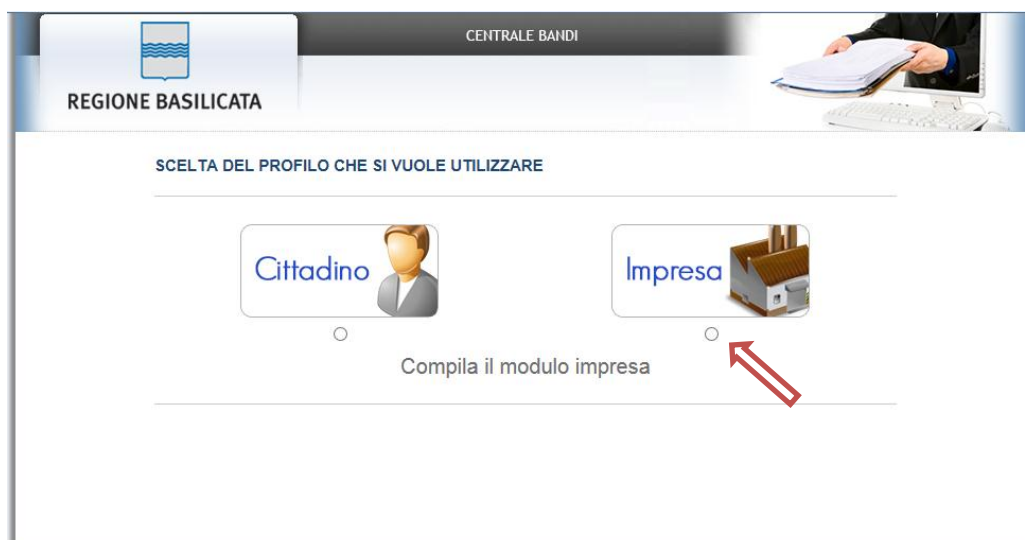 CENTRALE BANDI
REGIONE BASILICATA
SCELTA DEL PROFILO CHE SI VUOLE UTILIZZARE
Cittadino
Impresa
Compila il modulo impresa